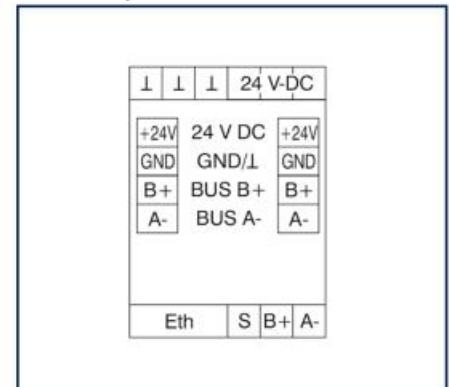 ⊥ ⊥ ⊥ 24 V-DC
+24V 24 V DC +24V
GND GND/⊥ GND
B+ BUS B+ B+
A- BUS A- A-
Eth S B+ A-